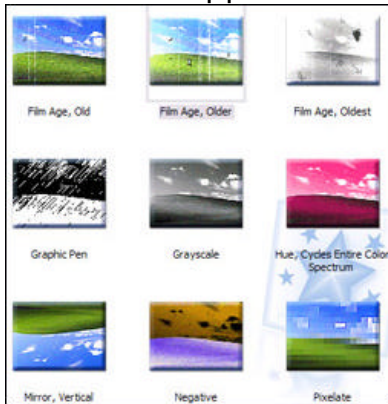 Film Age, Old
Film Age, Older
Film Age, Oldest
Graphic Pen
Grayscale
Hue, Cycles Entire Color
Spectrum
Mirror, Vertical
Negative
Pixelate